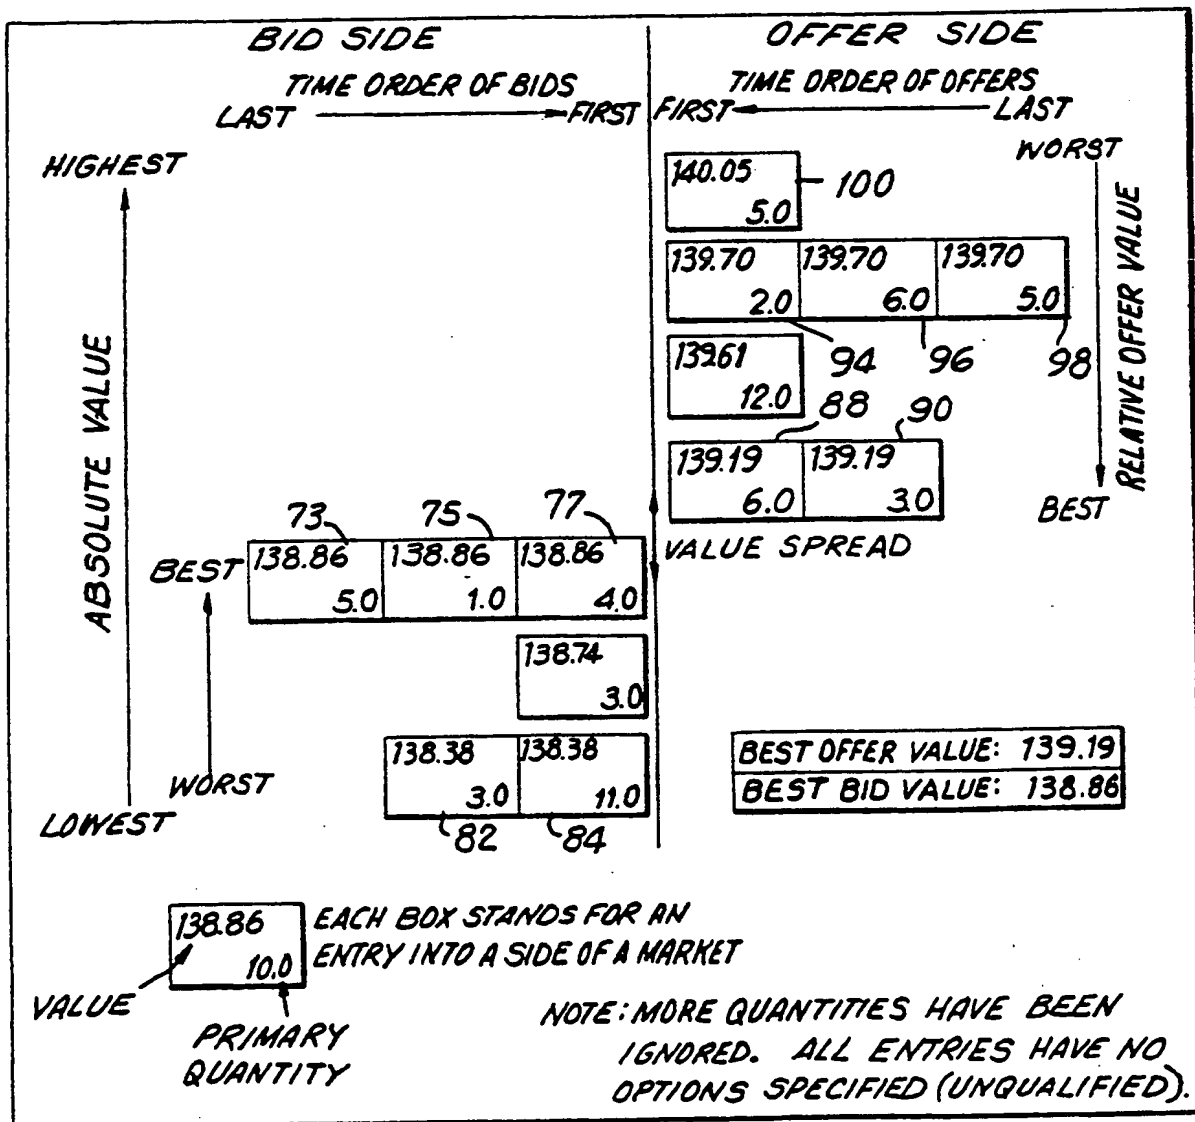 BID SIDE
OFFER SIDE
TIME ORDER OF BIDS
TIME ORDER OF OFFERS
LAST
FIRST
FIRST
LAST
HIGHEST
WORST
140.05
5.0
100
139.70
139.70
139.70
2.0
6.0
5.0
94
96
98
139.61
12.0
88
90
139.19
139.19
6.0
3.0
BEST
RELATIVE OFFER VALUE
ABSOLUTE VALUE
VALUE SPREAD
73
75
77
BEST
138.86
138.86
138.86
5.0
1.0
4.0
138.74
3.0
138.38
138.38
3.0
11.0
82
84
WORST
LOWEST
BEST OFFER VALUE: 139.19
BEST BID VALUE: 138.86
138.86
10.0
EACH BOX STANDS FOR AN
ENTRY INTO A SIDE OF A MARKET
VALUE
PRIMARY
QUANTITY
NOTE: MORE QUANTITIES HAVE BEEN
IGNORED. ALL ENTRIES HAVE NO
OPTIONS SPECIFIED (UNQUALIFIED).